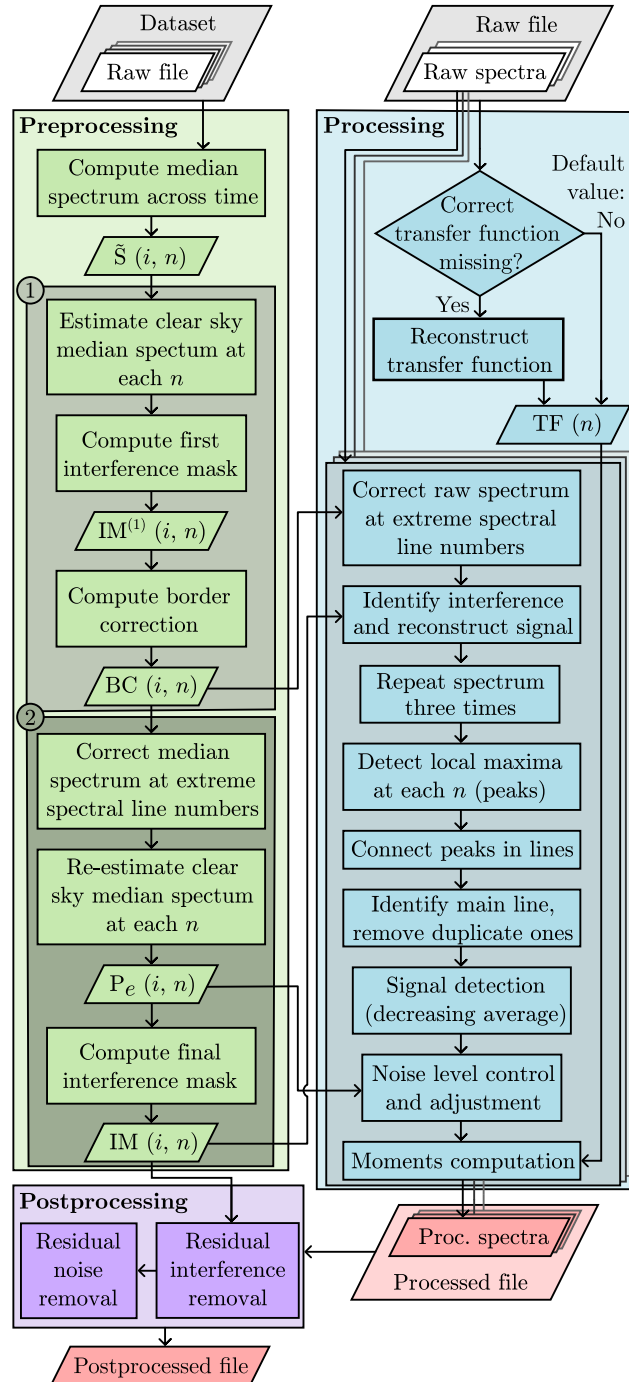 Dataset
Raw file
Preprocessing
Compute median
spectrum across time
S̃ (i, n)
1
Estimate clear sky
median spectum at
each n
Compute first
interference mask
IM⁽¹⁾ (i, n)
Compute border
correction
BC (i, n)
2
Correct median
spectrum at extreme
spectral line numbers
Re-estimate clear
sky median spectum
at each n
Pₑ (i, n)
Compute final
interference mask
IM (i, n)
Raw file
Raw spectra
Processing
Default
value:
No
Correct
transfer function
missing?
Yes
Reconstruct
transfer function
TF (n)
Correct raw spectrum
at extreme spectral
line numbers
Identify interference
and reconstruct signal
Repeat spectrum
three times
Detect local maxima
at each n (peaks)
Connect peaks in lines
Identify main line,
remove duplicate ones
Signal detection
(decreasing average)
Noise level control
and adjustment
Moments computation
Proc. spectra
Processed file
Postprocessing
Residual
interference
removal
Residual
noise
removal
Postprocessed file